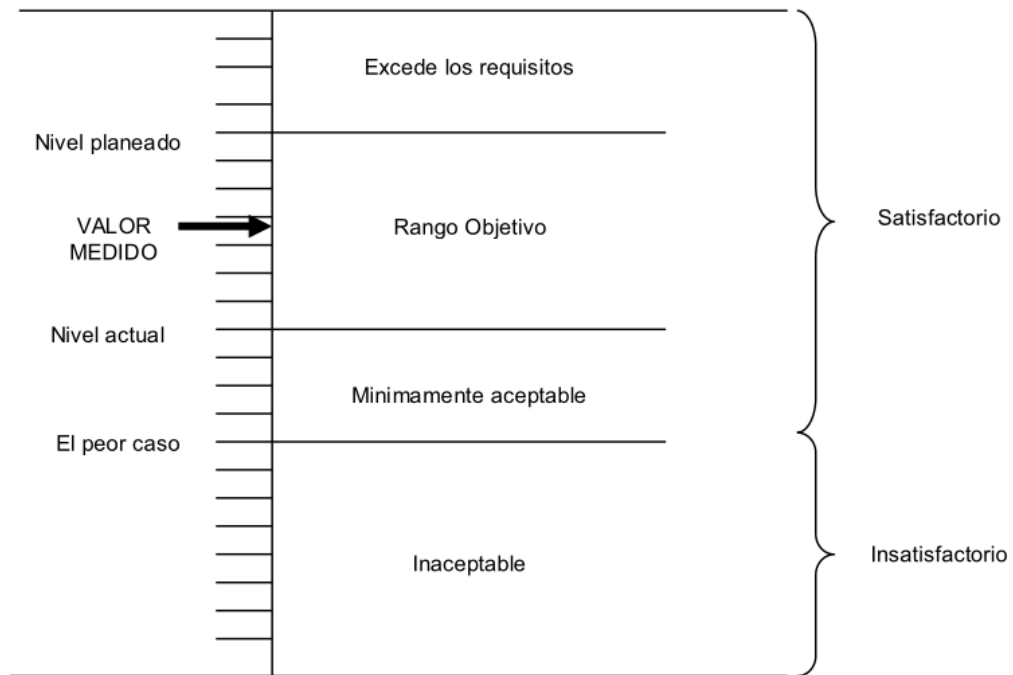 Excede los requisitos
Nivel planeado
VALOR
MEDIDO
Rango Objetivo
Satisfactorio
Nivel actual
Minimamente aceptable
El peor caso
Inaceptable
Insatisfactorio